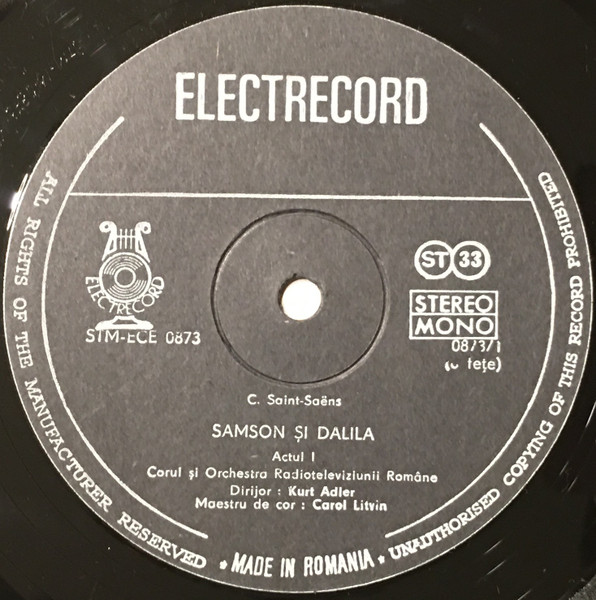 ELECTRECORD
ELECTRECORD
STM-ECE 0873
ST 33
STEREO
MONO
fețe)
C. Saint-Saëns
SAMSON ȘI DALILA
Actul I
Corul și Orchestra Radioteleviziunii Române
Dirijor : Kurt Adler
Maestru de cor : Carol Litvin
ALL RIGHTS OF THE MANUFACTURER RESERVED * MADE IN ROMANIA * UNAUTHORISED COPYING OF THIS RECORD PROHIBITED